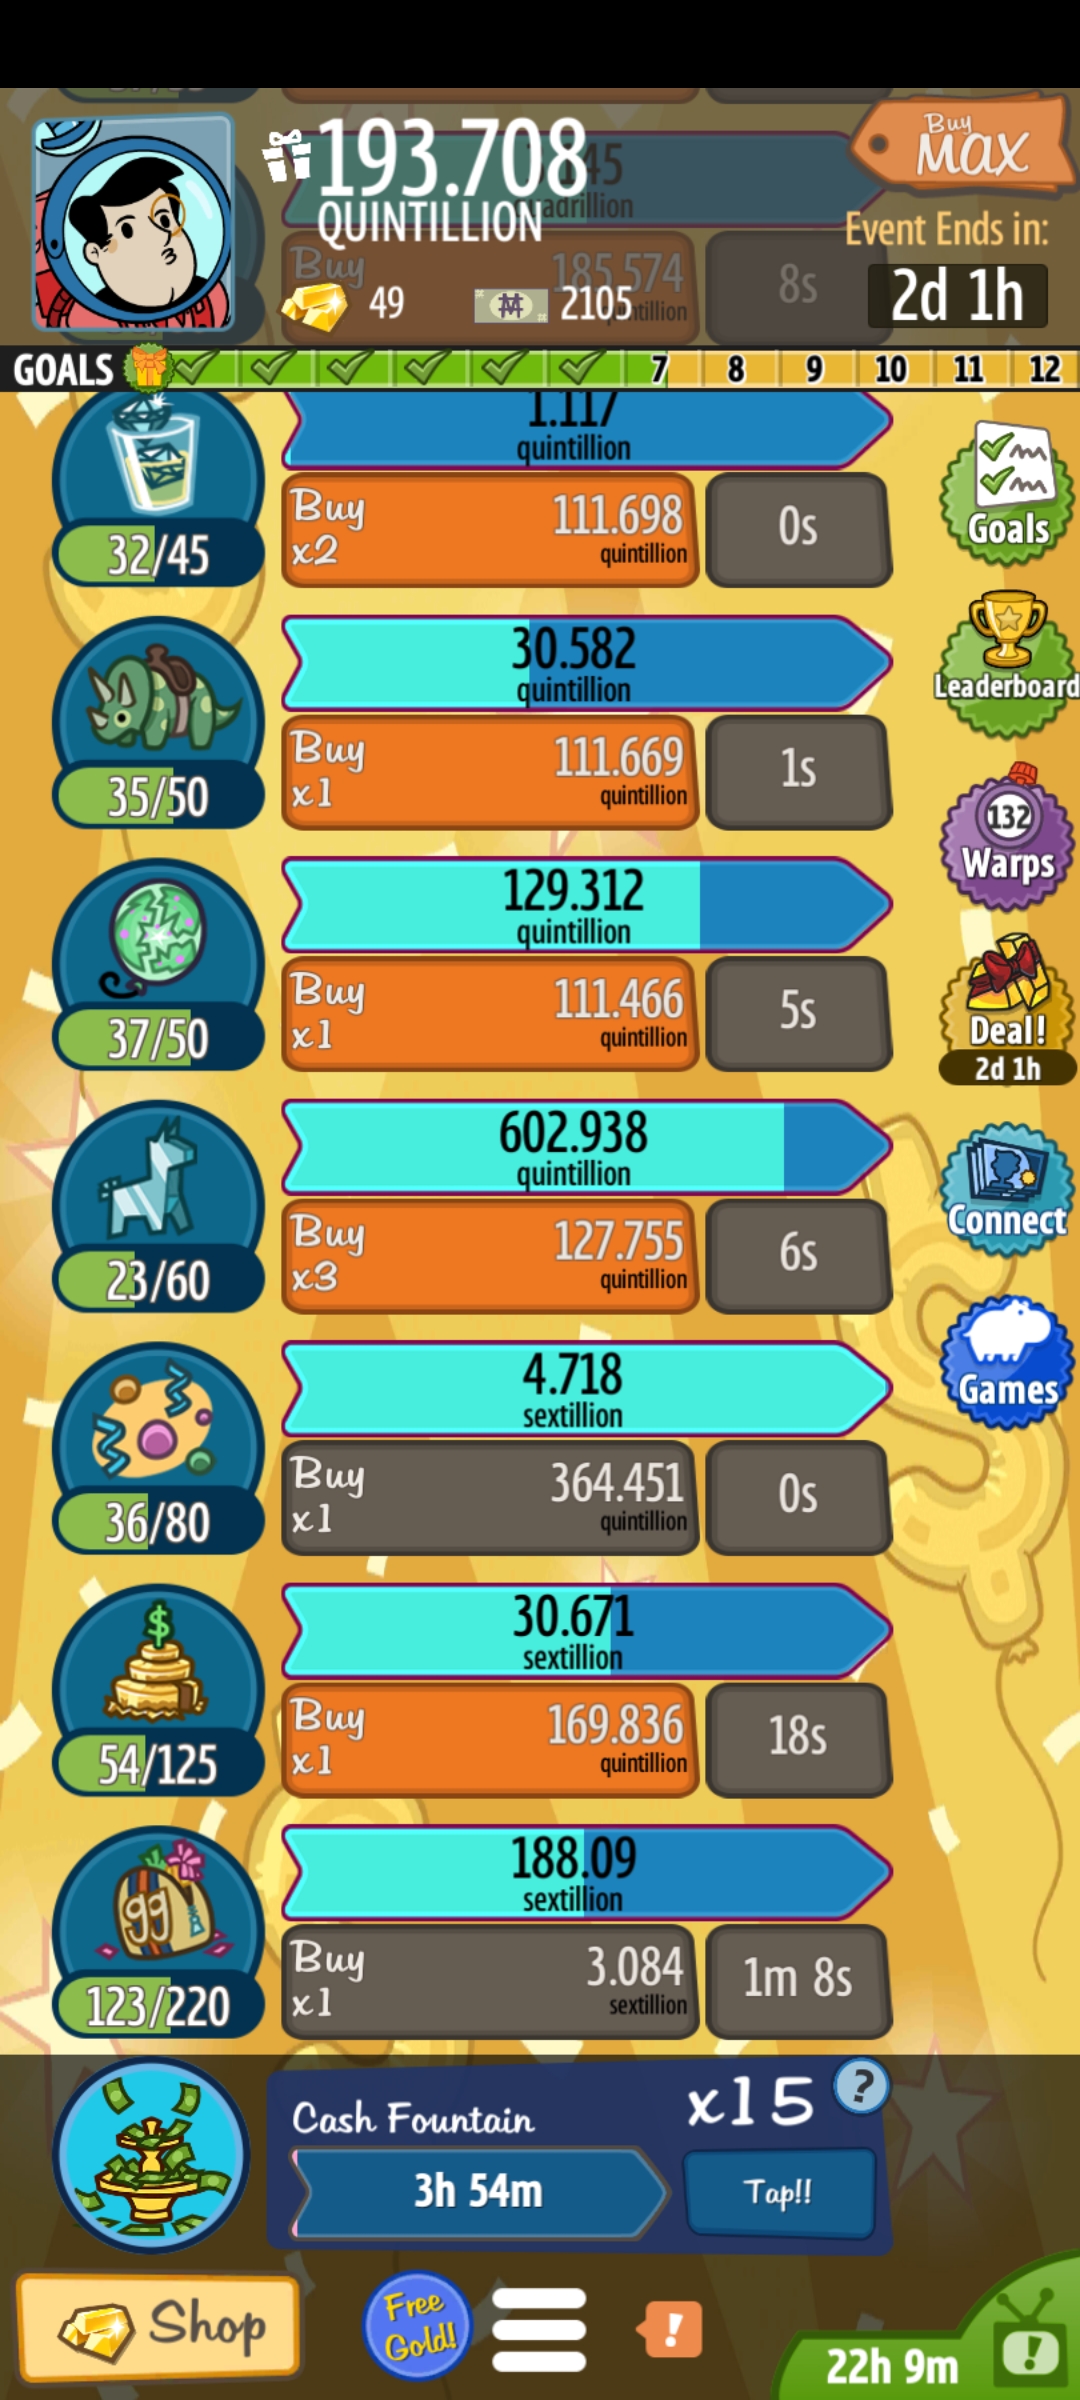 193.708
QUINTILLION
Buy
MAX
Event Ends in:
2d 1h
49
2105
Buy
185.574
8s
GOALS
7
8
9
10
11
12
1.117
quintillion
32/45
Buy
x2
111.698
quintillion
0s
Goals
30.582
quintillion
35/50
Buy
x1
111.669
quintillion
1s
Leaderboard
129.312
quintillion
37/50
Buy
x1
111.466
quintillion
5s
132
Warps
Deal!
2d 1h
602.938
quintillion
23/60
Buy
x3
127.755
quintillion
6s
Connect
4.718
sextillion
36/80
Buy
x1
364.451
quintillion
0s
Games
30.671
sextillion
$
54/125
Buy
x1
169.836
quintillion
18s
188.09
sextillion
gg
123/220
Buy
x1
3.084
sextillion
1m 8s
Cash Fountain
x15
?
3h 54m
Tap!!
Shop
Free
Gold!
!
22h 9m
!